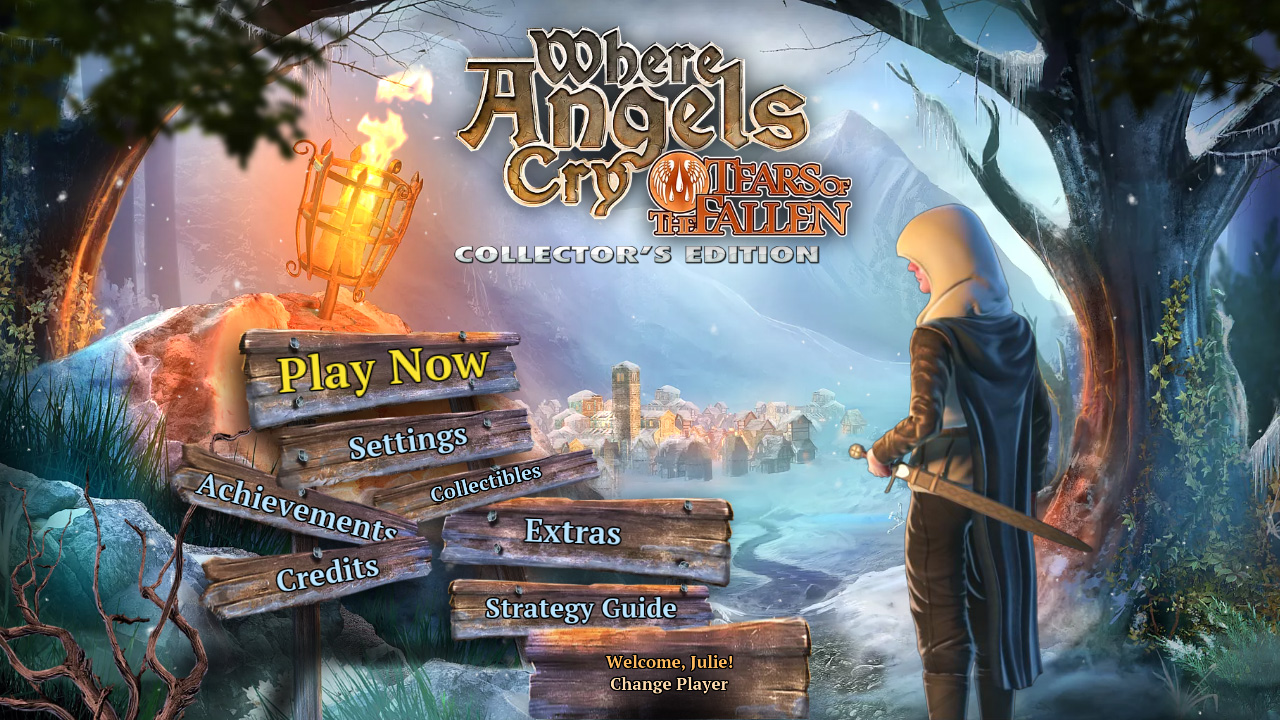 Where
Angels
Cry
TEARS OF
THE FALLEN
COLLECTOR'S EDITION
Play Now
Settings
Collectibles
Achievements
Extras
Credits
Strategy Guide
Welcome, Julie!
Change Player